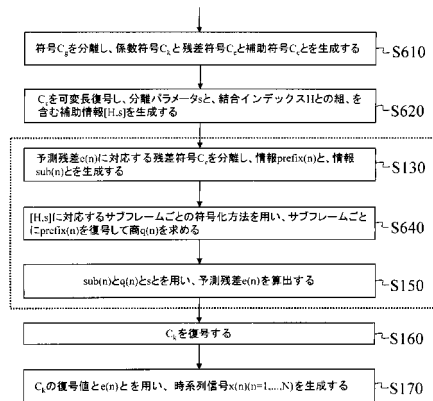 符号Cgを分離し、係数符号Ckと残差符号Ceと補助符号Ccとを生成する
S610
Ccを可変長復号し、分離パラメータsと、結合インデックスHとの組、を
含む補助情報[H,s]を生成する
S620
予測残差e(n)に対応する残差符号Ceを分離し、情報prefix(n)と、情報
sub(n)とを生成する
S130
[H,s]に対応するサブフレームごとの符号化方法を用い、サブフレームごと
にprefix(n)を復号して商q(n)を求める
S640
sub(n)とq(n)とsとを用い、予測残差e(n)を算出する
S150
Ckを復号する
S160
Ckの復号値とe(n)とを用い、時系列信号x(n)(n=1,...,N)を生成する
S170